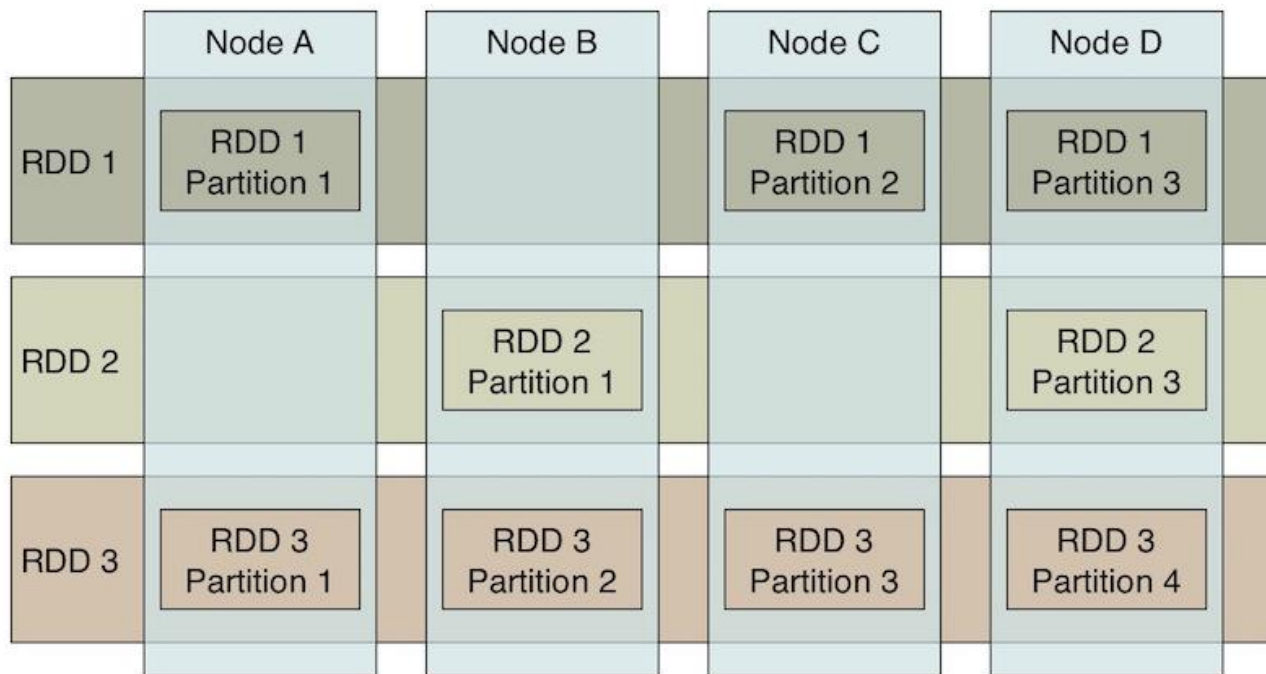 Node A
Node B
Node C
Node D
RDD 1
RDD 1
Partition 1
RDD 1
Partition 2
RDD 1
Partition 3
RDD 2
RDD 2
Partition 1
RDD 2
Partition 3
RDD 3
RDD 3
Partition 1
RDD 3
Partition 2
RDD 3
Partition 3
RDD 3
Partition 4